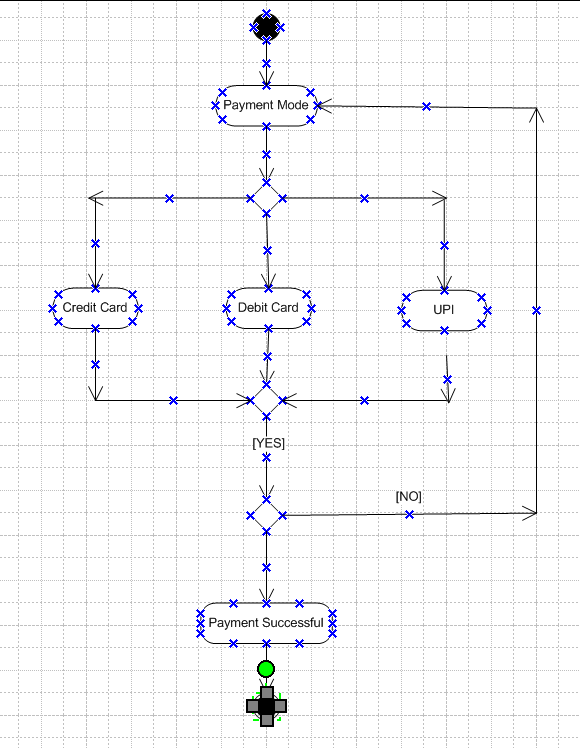 Payment Mode
Credit Card
Debit Card
UPI
[YES]
[NO]
Payment Successful